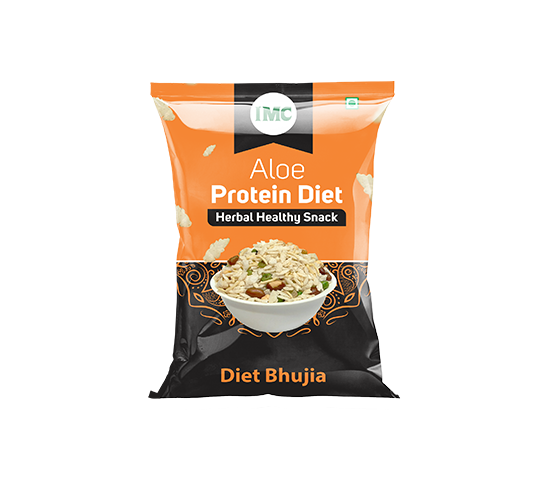 IMC
Aloe
Protein Diet
Herbal Healthy Snack
Diet Bhujia